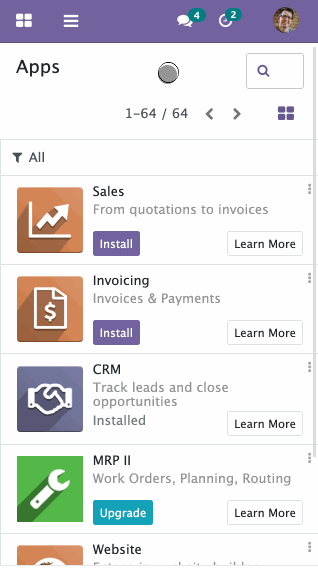 4
2
Apps
1-64 / 64
All
Sales
From quotations to invoices
Install
Learn More
Invoicing
Invoices & Payments
Install
Learn More
CRM
Track leads and close
opportunities
Installed
Learn More
MRP II
Work Orders, Planning, Routing
Upgrade
Learn More
Website